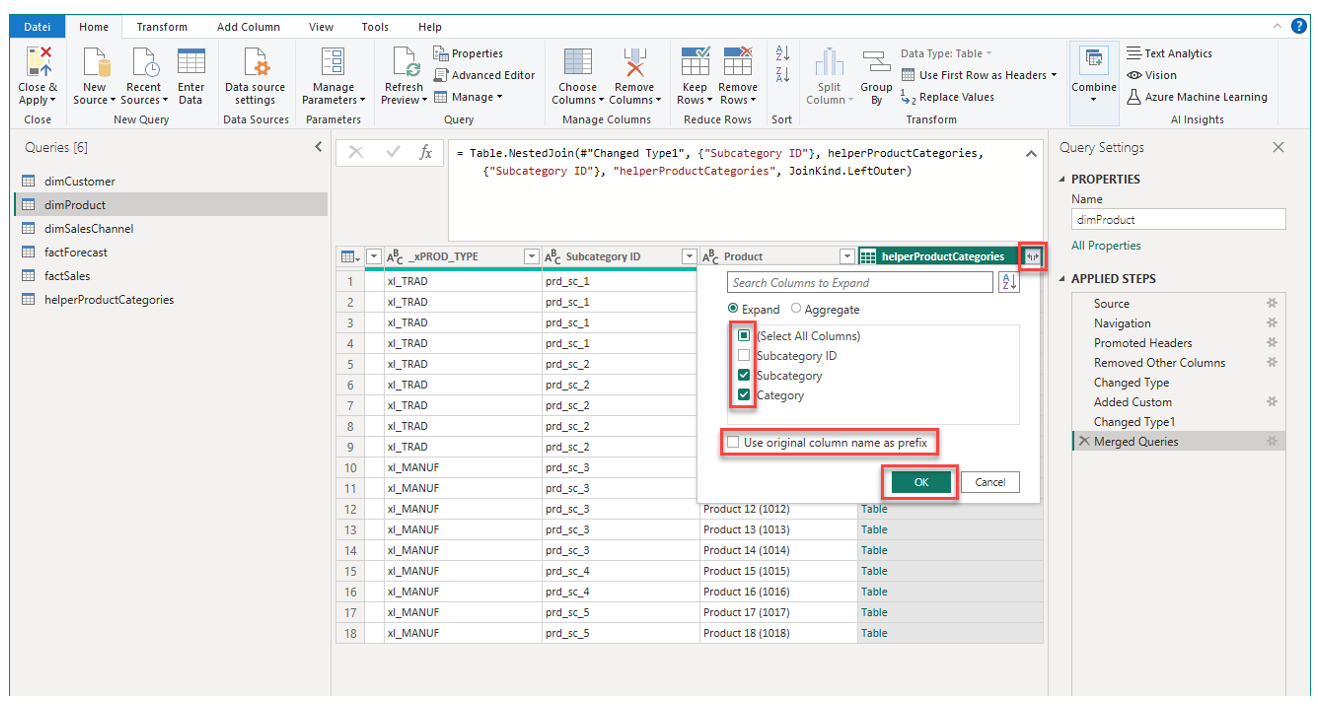 Datei Home Transform Add Column View Tools Help
Close & Apply
New Source
Recent Sources
Enter Data
Data source settings
Manage Parameters
Refresh Preview
Properties
Advanced Editor
Manage
Choose Columns
Remove Columns
Keep Rows
Remove Rows
Split Column
Group By
Data Type: Table
Use First Row as Headers
1 2 Replace Values
Combine
Text Analytics
Vision
Azure Machine Learning
Close New Query Data Sources Parameters Query Manage Columns Reduce Rows Sort Transform AI Insights
Queries [6]
dimCustomer
dimProduct
dimSalesChannel
factForecast
factSales
helperProductCategories
fx
= Table.NestedJoin(#"Changed Type1", {"Subcategory ID"}, helperProductCategories,
{"Subcategory ID"}, "helperProductCategories", JoinKind.LeftOuter)
ABC _xPROD_TYPE ABC Subcategory ID ABC Product helperProductCategories
1 xl_TRAD prd_sc_1
2 xl_TRAD prd_sc_1
3 xl_TRAD prd_sc_1
4 xl_TRAD prd_sc_1
5 xl_TRAD prd_sc_2
6 xl_TRAD prd_sc_2
7 xl_TRAD prd_sc_2
8 xl_TRAD prd_sc_2
9 xl_TRAD prd_sc_2
10 xl_MANUF prd_sc_3
11 xl_MANUF prd_sc_3
12 xl_MANUF prd_sc_3 Product 12 (1012) Table
13 xl_MANUF prd_sc_3 Product 13 (1013) Table
14 xl_MANUF prd_sc_3 Product 14 (1014) Table
15 xl_MANUF prd_sc_4 Product 15 (1015) Table
16 xl_MANUF prd_sc_4 Product 16 (1016) Table
17 xl_MANUF prd_sc_5 Product 17 (1017) Table
18 xl_MANUF prd_sc_5 Product 18 (1018) Table
Search Columns to Expand
AZ
Expand Aggregate
(Select All Columns)
Subcategory ID
Subcategory
Category
Use original column name as prefix
OK Cancel
Query Settings
PROPERTIES
Name
dimProduct
All Properties
APPLIED STEPS
Source
Navigation
Promoted Headers
Removed Other Columns
Changed Type
Added Custom
Changed Type1
Merged Queries